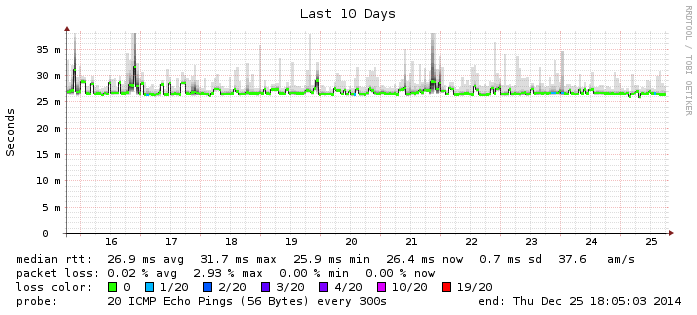 Last 10 Days
RRDTOOL / TOBI OETIKER
Seconds
35 m
30 m
25 m
20 m
15 m
10 m
5 m
0
16 17 18 19 20 21 22 23 24 25
median rtt: 26.9 ms avg 31.7 ms max 25.9 ms min 26.4 ms now 0.7 ms sd 37.6 am/s
packet loss: 0.02 % avg 2.93 % max 0.00 % min 0.00 % now
loss color: 0 1/20 2/20 3/20 4/20 10/20 19/20
probe: 20 ICMP Echo Pings (56 Bytes) every 300s end: Thu Dec 25 18:05:03 2014